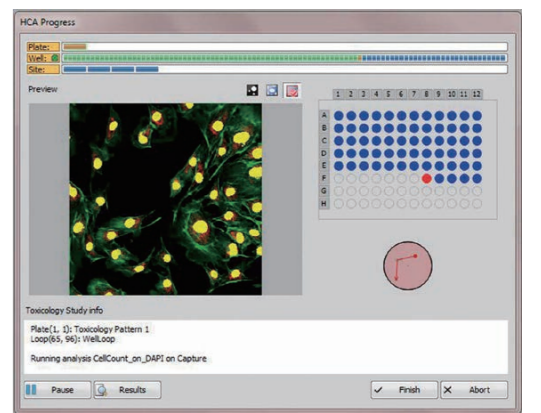 HCA Progress
Plate:
Well:
Site:
Preview
1 2 3 4 5 6 7 8 9 10 11 12
A
B
C
D
E
F
G
H
Toxicology Study info
Plate(1, 1): Toxicology Pattern 1
Loop(65, 96): WellLoop
Running analysis CellCount_on_DAPI on Capture
Pause Results Finish Abort